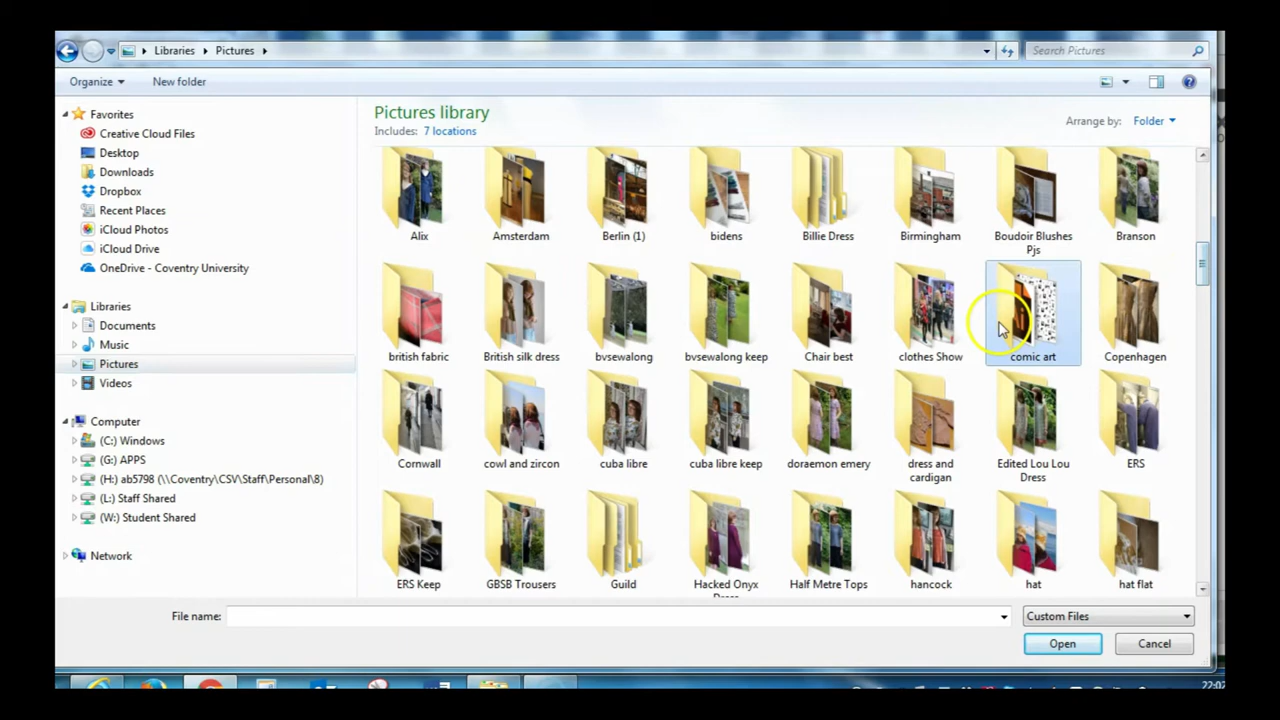 Libraries Pictures
Search Pictures
Organize
New folder
Favorites
Creative Cloud Files
Desktop
Downloads
Dropbox
Recent Places
iCloud Photos
iCloud Drive
OneDrive - Coventry University
Libraries
Documents
Music
Pictures
Videos
Computer
(C:) Windows
(G:) APPS
(H:) ab5798 (\\Coventry\CSV\Staff\Personal\8)
(L:) Staff Shared
(W:) Student Shared
Network
Pictures library
Includes: 7 locations
Arrange by: Folder
Alix
Amsterdam
Berlin (1)
bidens
Billie Dress
Birmingham
Boudoir Blushes
Pjs
Branson
british fabric
British silk dress
bvsewalong
bvsewalong keep
Chair best
clothes Show
comic art
Copenhagen
Cornwall
cowl and zircon
cuba libre
cuba libre keep
doraemon emery
dress and
cardigan
Edited Lou Lou
Dress
ERS
ERS Keep
GBSB Trousers
Guild
Hacked Onyx
Dress
Half Metre Tops
hancock
hat
hat flat
File name:
Custom Files
Open
Cancel
22:02